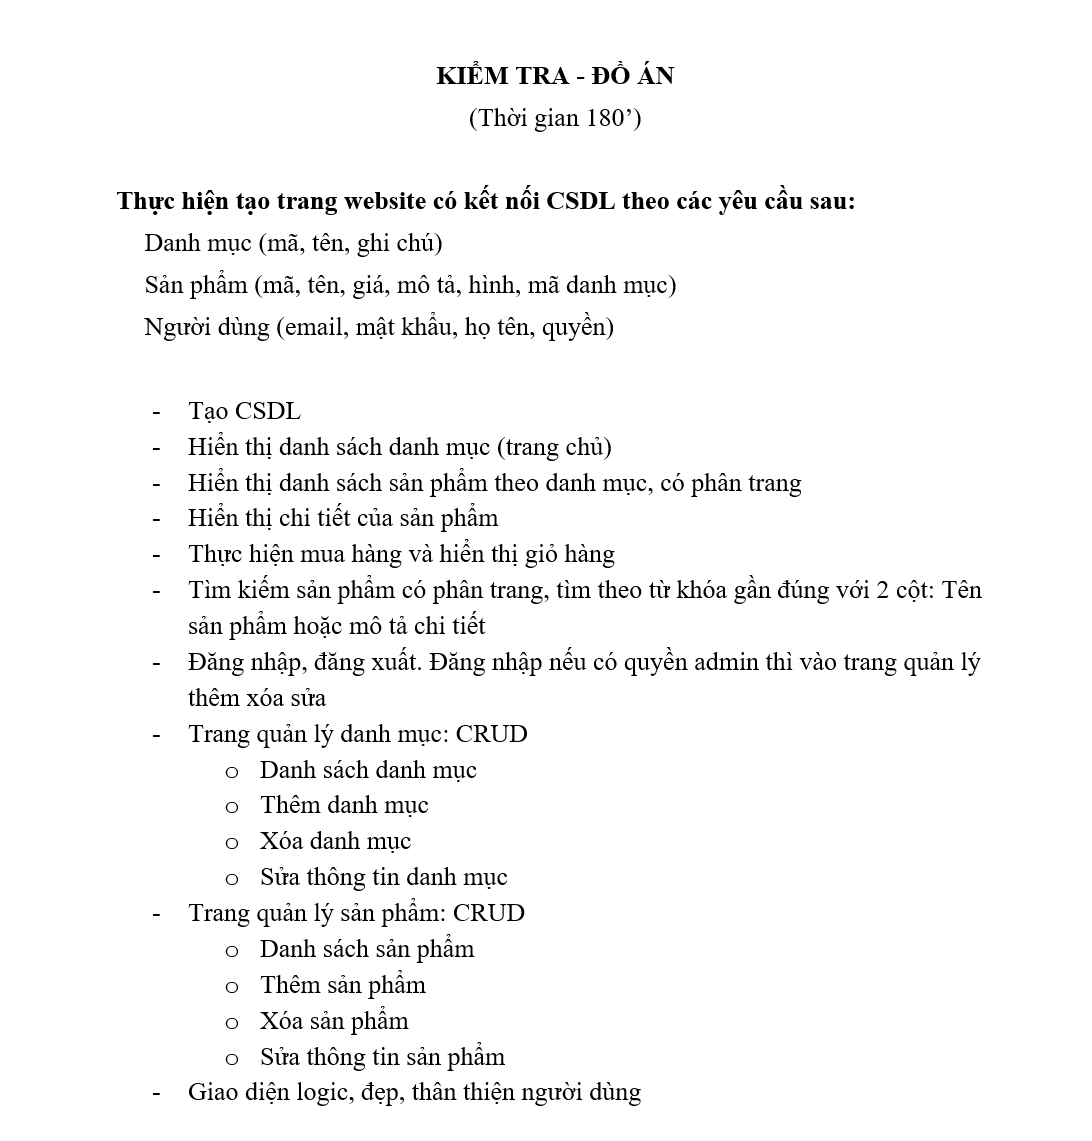 KIỂM TRA - ĐỒ ÁN
(Thời gian 180’)
Thực hiện tạo trang website có kết nối CSDL theo các yêu cầu sau:
Danh mục (mã, tên, ghi chú)
Sản phẩm (mã, tên, giá, mô tả, hình, mã danh mục)
Người dùng (email, mật khẩu, họ tên, quyền)
- Tạo CSDL
- Hiển thị danh sách danh mục (trang chủ)
- Hiển thị danh sách sản phẩm theo danh mục, có phân trang
- Hiển thị chi tiết của sản phẩm
- Thực hiện mua hàng và hiển thị giỏ hàng
- Tìm kiếm sản phẩm có phân trang, tìm theo từ khóa gần đúng với 2 cột: Tên
sản phẩm hoặc mô tả chi tiết
- Đăng nhập, đăng xuất. Đăng nhập nếu có quyền admin thì vào trang quản lý
thêm xóa sửa
- Trang quản lý danh mục: CRUD
o Danh sách danh mục
o Thêm danh mục
o Xóa danh mục
o Sửa thông tin danh mục
- Trang quản lý sản phẩm: CRUD
o Danh sách sản phẩm
o Thêm sản phẩm
o Xóa sản phẩm
o Sửa thông tin sản phẩm
- Giao diện logic, đẹp, thân thiện người dùng